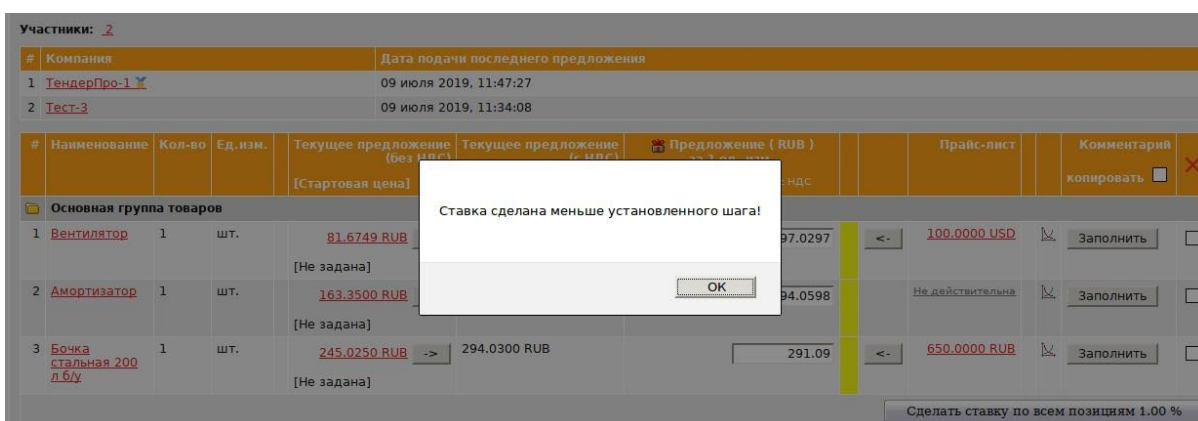 Участники: 2
# Компания Дата подачи последнего предложения
1 ТендерПро-1 09 июля 2019, 11:47:27
2 Тест-3 09 июля 2019, 11:34:08
# Наименование Кол-во Ед.изм. Текущее предложение Текущее предложение Предложение ( RUB ) Прайс-лист Комментарий
(без НДС) (с НДС)
[Стартовая цена] НДС копировать
Основная группа товаров
Ставка сделана меньше установленного шага!
1 Вентилятор 1 шт. 81.6749 RUB 97.0297 <- 100.0000 USD Заполнить
[Не задана]
OK
2 Амортизатор 1 шт. 163.3500 RUB 94.0598 Не действительна Заполнить
[Не задана]
3 Бочка 1 шт. 245.0250 RUB -> 294.0300 RUB 291.09 <- 650.0000 RUB Заполнить
стальная 200
л б/у
[Не задана]
Сделать ставку по всем позициям 1.00 %